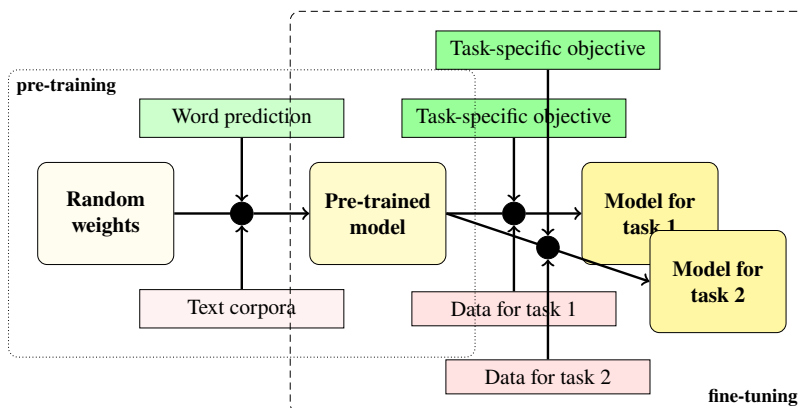 Task-specific objective
pre-training
Word prediction
Task-specific objective
Random
weights
Pre-trained
model
Model for
task 1
Model for
task 2
Text corpora
Data for task 1
Data for task 2
fine-tuning